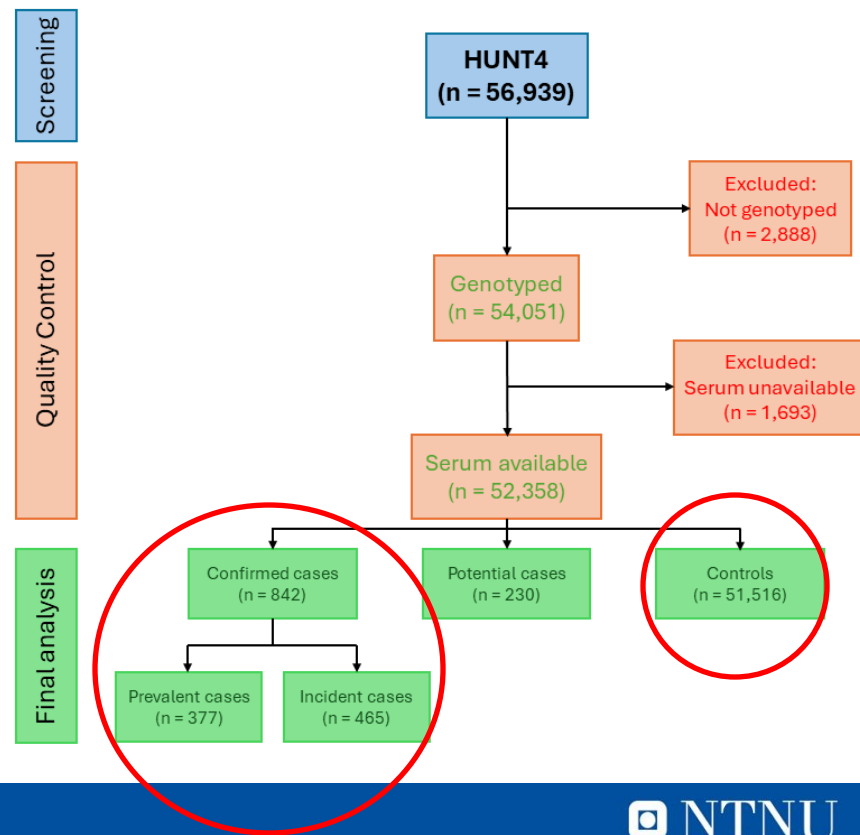 Screening
HUNT4
(n = 56,939)
Quality Control
Excluded:
Not genotyped
(n = 2,888)
Genotyped
(n = 54,051)
Excluded:
Serum unavailable
(n = 1,693)
Serum available
(n = 52,358)
Final analysis
Confirmed cases
(n = 842)
Potential cases
(n = 230)
Controls
(n = 51,516)
Prevalent cases
(n = 377)
Incident cases
(n = 465)
NTNU